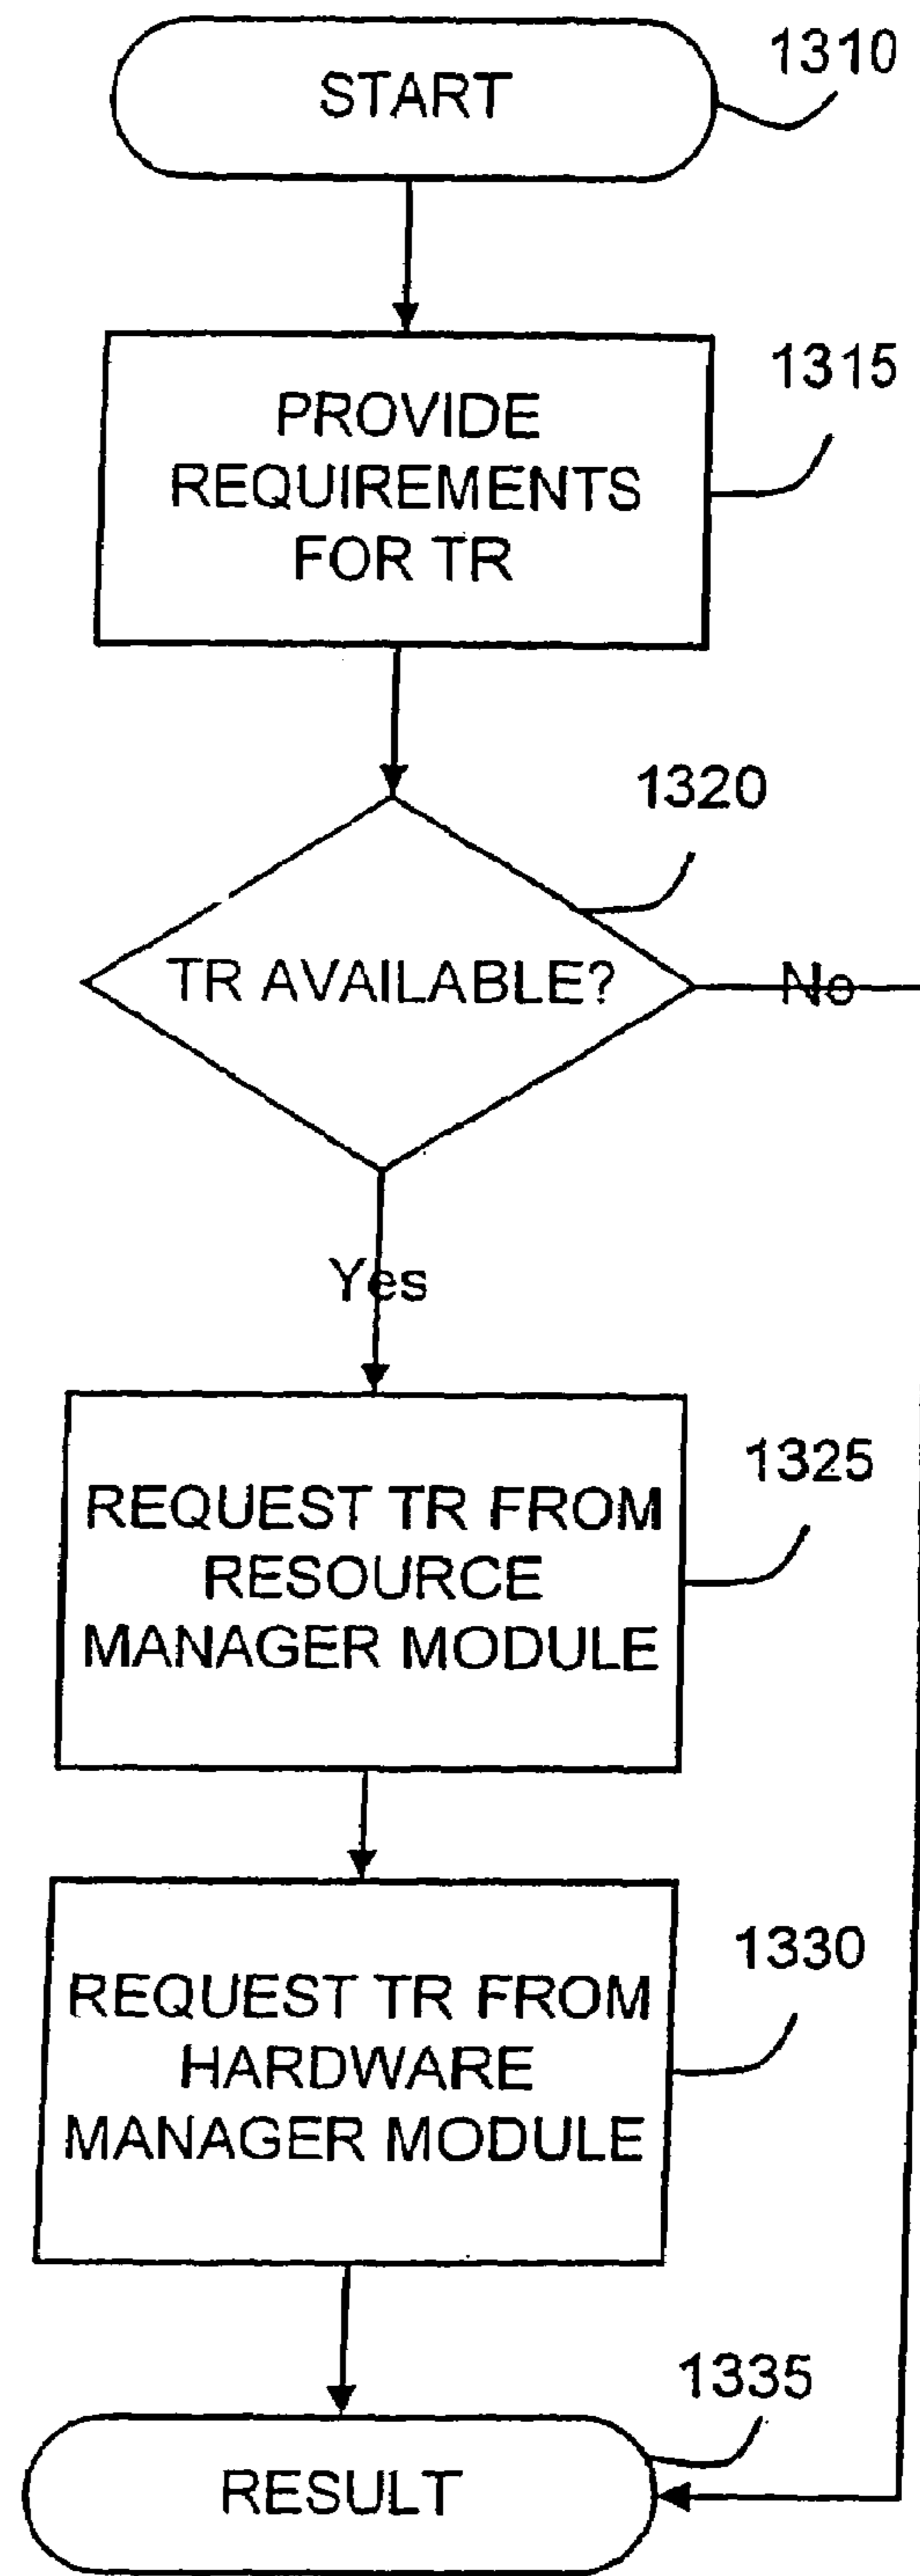 START
1310
PROVIDE
REQUIREMENTS
FOR TR
1315
1320
TR AVAILABLE?
No
Yes
REQUEST TR FROM
RESOURCE
MANAGER MODULE
1325
REQUEST TR FROM
HARDWARE
MANAGER MODULE
1330
1335
RESULT